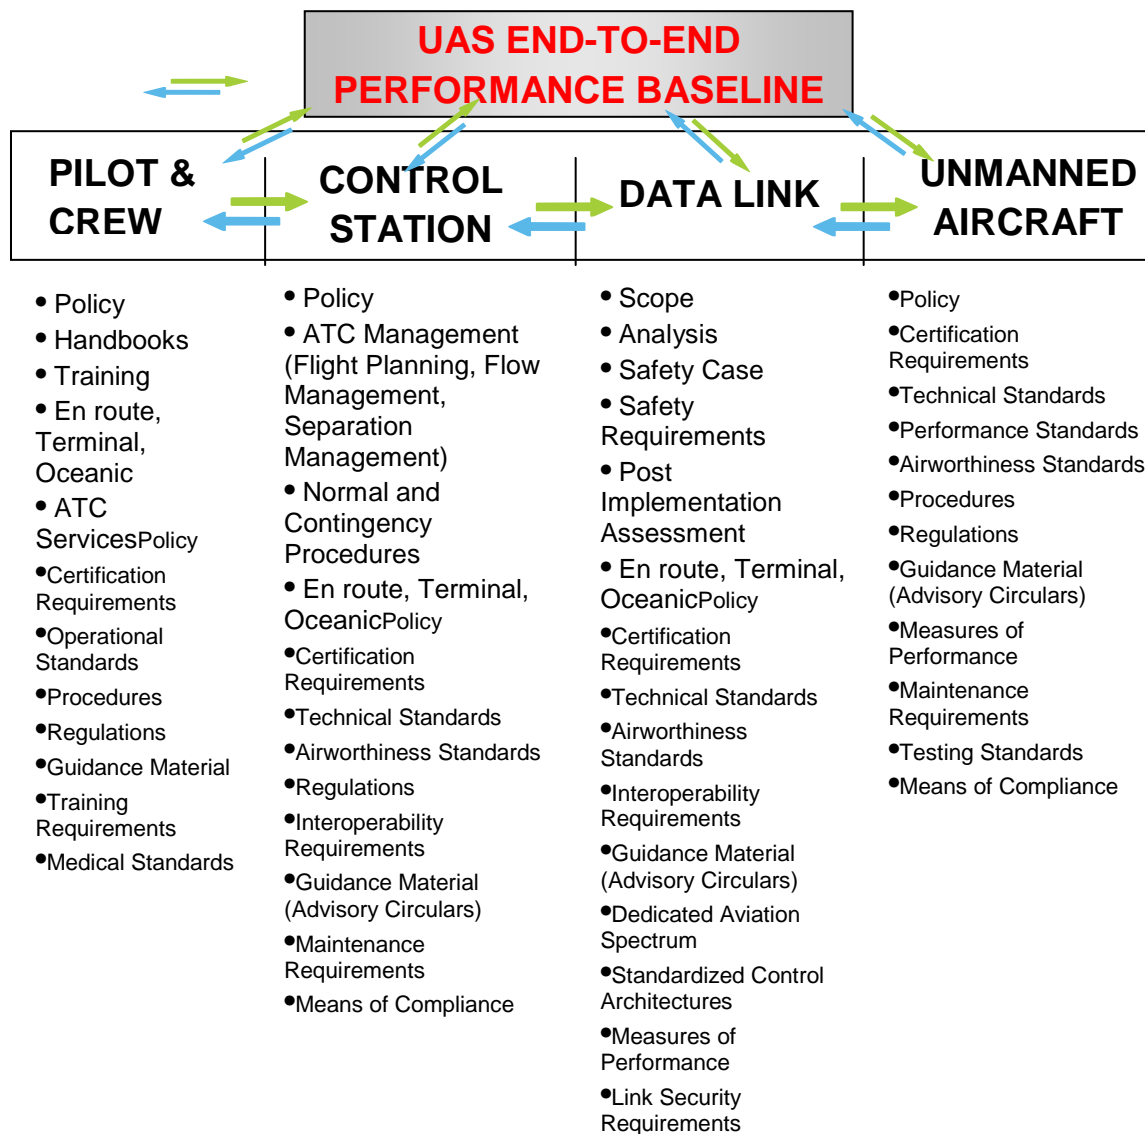 UAS END-TO-END
PERFORMANCE BASELINE
PILOT &
CREW
CONTROL
STATION
DATA LINK
UNMANNED
AIRCRAFT
• Policy
• Handbooks
• Training
• En route,
Terminal,
Oceanic
• ATC
ServicesPolicy
•Certification
Requirements
•Operational
Standards
•Procedures
•Regulations
•Guidance Material
•Training
Requirements
•Medical Standards
• Policy
• ATC Management
(Flight Planning, Flow
Management,
Separation
Management)
• Normal and
Contingency
Procedures
• En route, Terminal,
OceanicPolicy
•Certification
Requirements
•Technical Standards
•Airworthiness Standards
•Regulations
•Interoperability
Requirements
•Guidance Material
(Advisory Circulars)
•Maintenance
Requirements
•Means of Compliance
• Scope
• Analysis
• Safety Case
• Safety
Requirements
• Post
Implementation
Assessment
• En route, Terminal,
OceanicPolicy
•Certification
Requirements
•Technical Standards
•Airworthiness
Standards
•Interoperability
Requirements
•Guidance Material
(Advisory Circulars)
•Dedicated Aviation
Spectrum
•Standardized Control
Architectures
•Measures of
Performance
•Link Security
Requirements
•Policy
•Certification
Requirements
•Technical Standards
•Performance Standards
•Airworthiness Standards
•Procedures
•Regulations
•Guidance Material
(Advisory Circulars)
•Measures of
Performance
•Maintenance
Requirements
•Testing Standards
•Means of Compliance